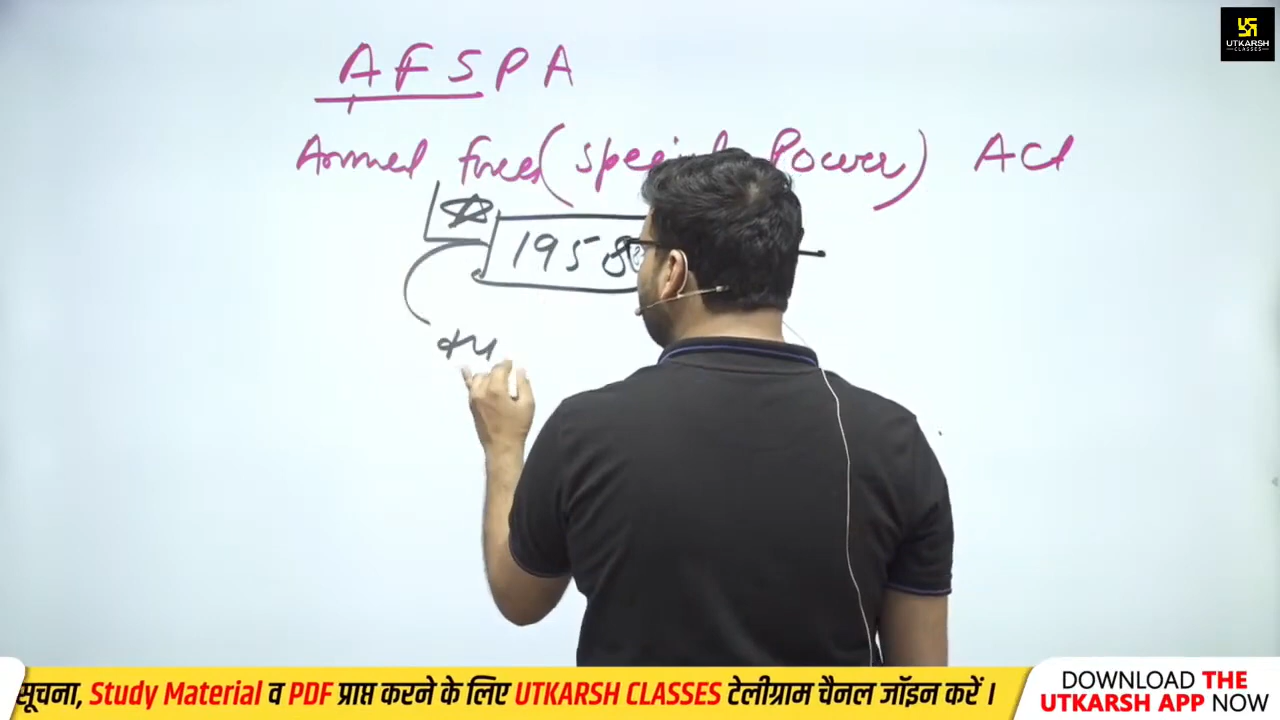 UTKARSH
CLASSES
AFSPA
Armed Forces (Special Power) Act
1958
सूचना, Study Material व PDF प्राप्त करने के लिए UTKARSH CLASSES टेलीग्राम चैनल जॉइन करें ।
DOWNLOAD THE
UTKARSH APP NOW